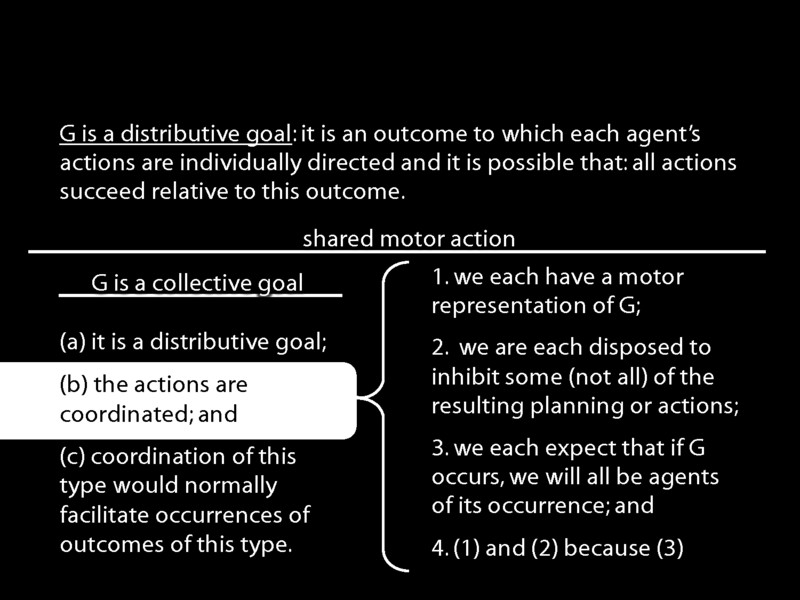 G is a distributive goal: it is an outcome to which each agent’s
actions are individually directed and it is possible that: all actions
succeed relative to this outcome.
shared motor action
G is a collective goal
(a) it is a distributive goal;
(b) the actions are
coordinated; and
(c) coordination of this
type would normally
facilitate occurrences of
outcomes of this type.
1. we each have a motor
representation of G;
2. we are each disposed to
inhibit some (not all) of the
resulting planning or actions;
3. we each expect that if G
occurs, we will all be agents
of its occurrence; and
4. (1) and (2) because (3)